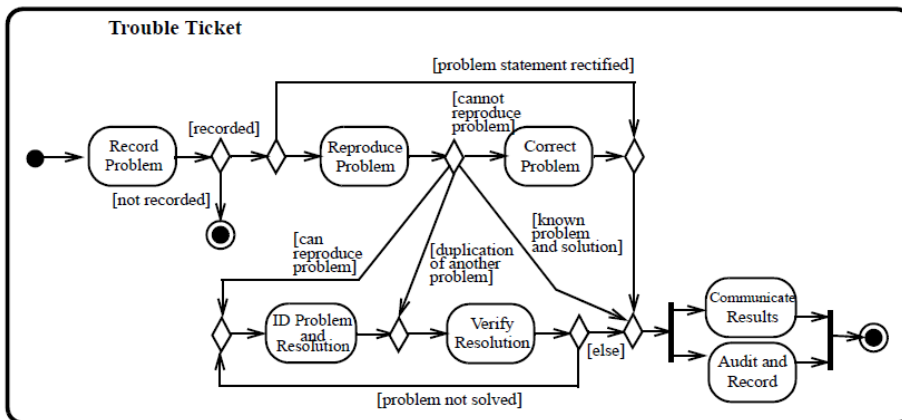 Trouble Ticket
[problem statement rectified]
[recorded]
[cannot
reproduce
problem]
Record
Problem
Reproduce
Problem
Correct
Problem
[not recorded]
[can
reproduce
problem]
[duplication
of another
problem]
[known
problem
and solution]
ID Problem
and
Resolution
Verify
Resolution
[else]
Communicate
Results
Audit and
Record
[problem not solved]